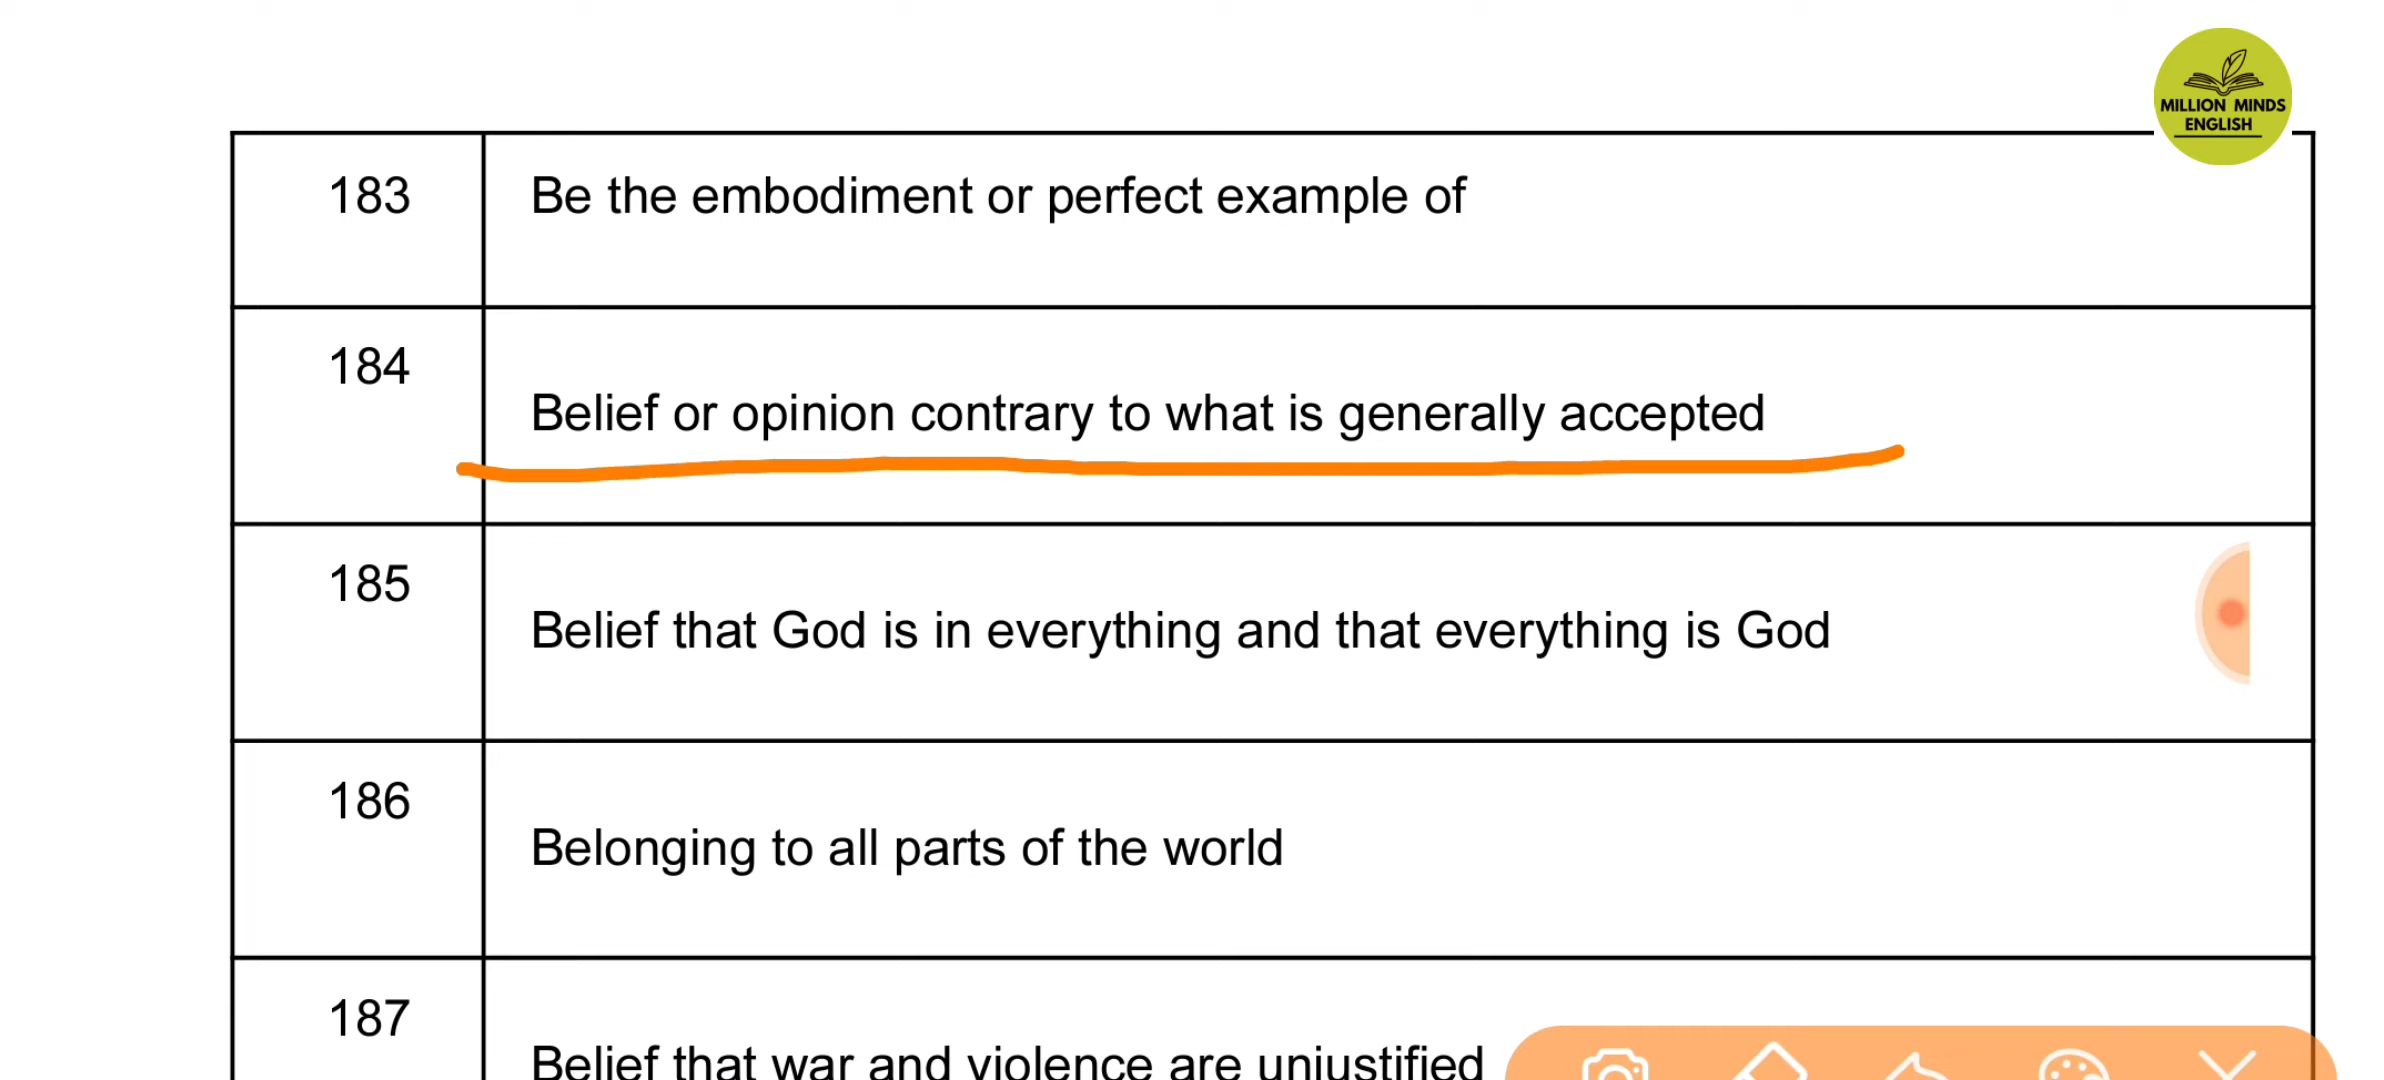 MILLION MINDS
ENGLISH
183
Be the embodiment or perfect example of
184
Belief or opinion contrary to what is generally accepted
185
Belief that God is in everything and that everything is God
186
Belonging to all parts of the world
187
Belief that war and violence are unjustified